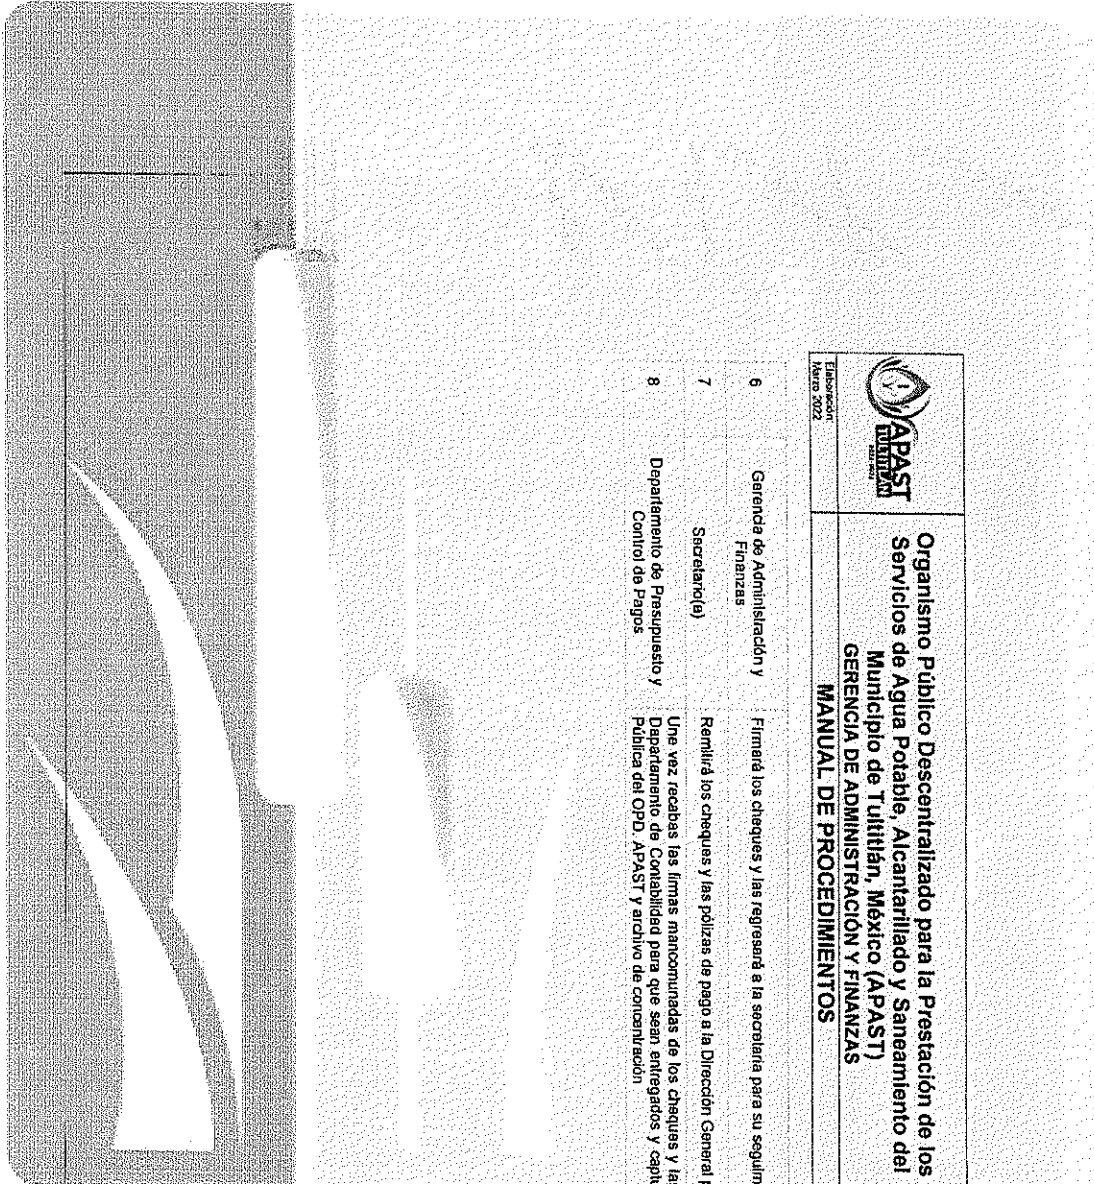 APAST
TULTITLÁN
Organismo Público Descentralizado para la Prestación de los
Servicios de Agua Potable, Alcantarillado y Saneamiento del
Municipio de Tultitlán, México (APAST)
GERENCIA DE ADMINISTRACIÓN Y FINANZAS
Elaboración
Marzo 2022
MANUAL DE PROCEDIMIENTOS
6
Gerencia de Administración y
Finanzas
Firmará los cheques y las regresará a la secretaria para su seguim
7
Secretario(a)
Remitirá los cheques y las pólizas de pago a la Dirección General p
8
Departamento de Presupuesto y
Control de Pagos
Una vez recabas las firmas mancomunadas de los cheques y las
Departamento de Contabilidad para que sean entregados y captu
Pública del OPD. APAST y archivo de concentración